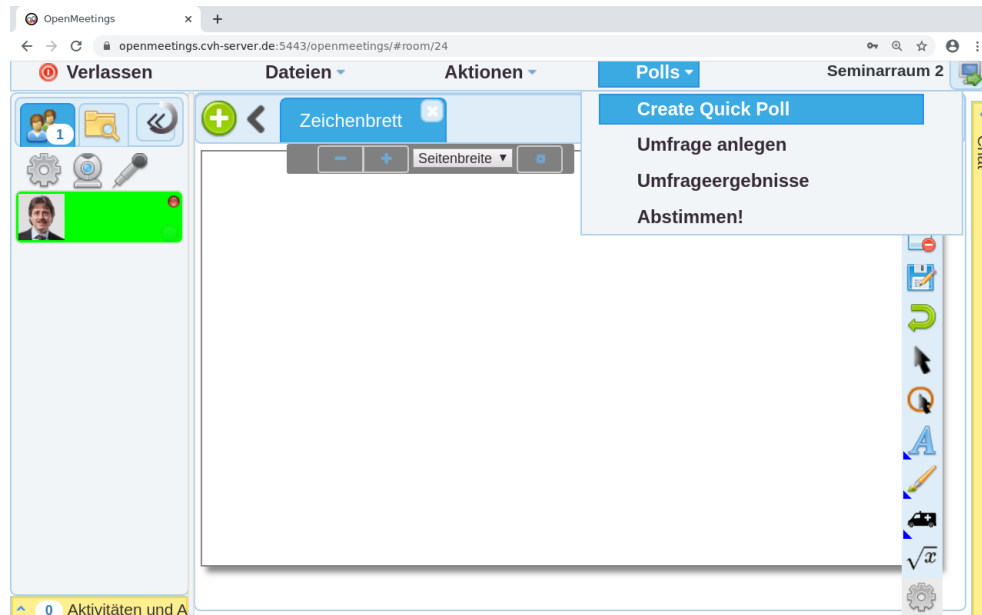 OpenMeetings × +
openmeetings.cvh-server.de:5443/openmeetings/#room/24
Verlassen Dateien Aktionen Polls Seminarraum 2
1 Zeichenbrett Create Quick Poll
Chat
Umfrage anlegen
− + Seitenbreite
Umfrageergebnisse
Abstimmen!
A
√x
0 Aktivitäten und A